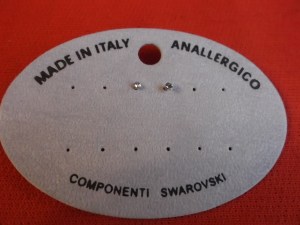 MADE IN ITALY ANALLERGICO
COMPONENTI SWAROVSKI